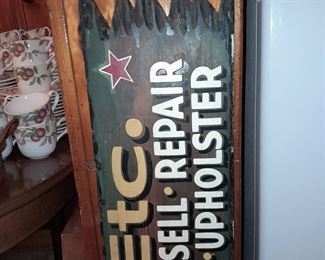 Etc.
SELL · REPAIR
· UPHOLSTER